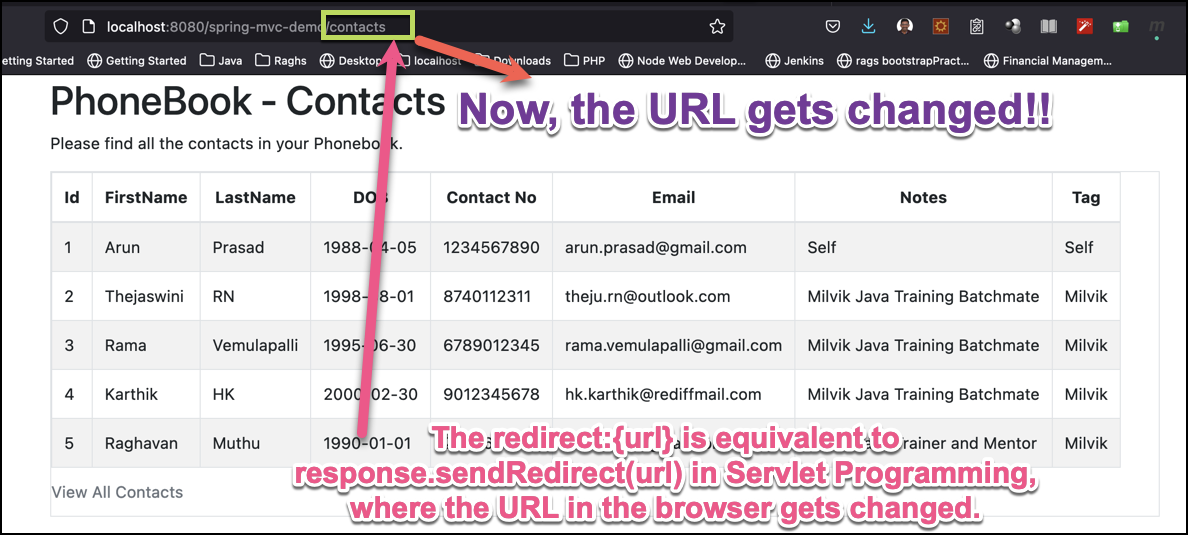 localhost:8080/spring-mvc-demo/contacts
etting Started Getting Started Java Raghs Desktop localhost Downloads PHP Node Web Develop... Jenkins rags bootstrapPract... Financial Managem...
PhoneBook - Contacts
Now, the URL gets changed!!
Please find all the contacts in your Phonebook.
Id FirstName LastName DOB Contact No Email Notes Tag
1 Arun Prasad 1988-04-05 1234567890 arun.prasad@gmail.com Self Self
2 Thejaswini RN 1998-08-01 8740112311 theju.rn@outlook.com Milvik Java Training Batchmate Milvik
3 Rama Vemulapalli 1995-06-30 6789012345 rama.vemulapalli@gmail.com Milvik Java Training Batchmate Milvik
4 Karthik HK 2000-02-30 9012345678 hk.karthik@rediffmail.com Milvik Java Training Batchmate Milvik
5 Raghavan Muthu 1990-01-01 Trainer and Mentor Milvik
The redirect:{url} is equivalent to
response.sendRedirect(url) in Servlet Programming,
where the URL in the browser gets changed.
View All Contacts